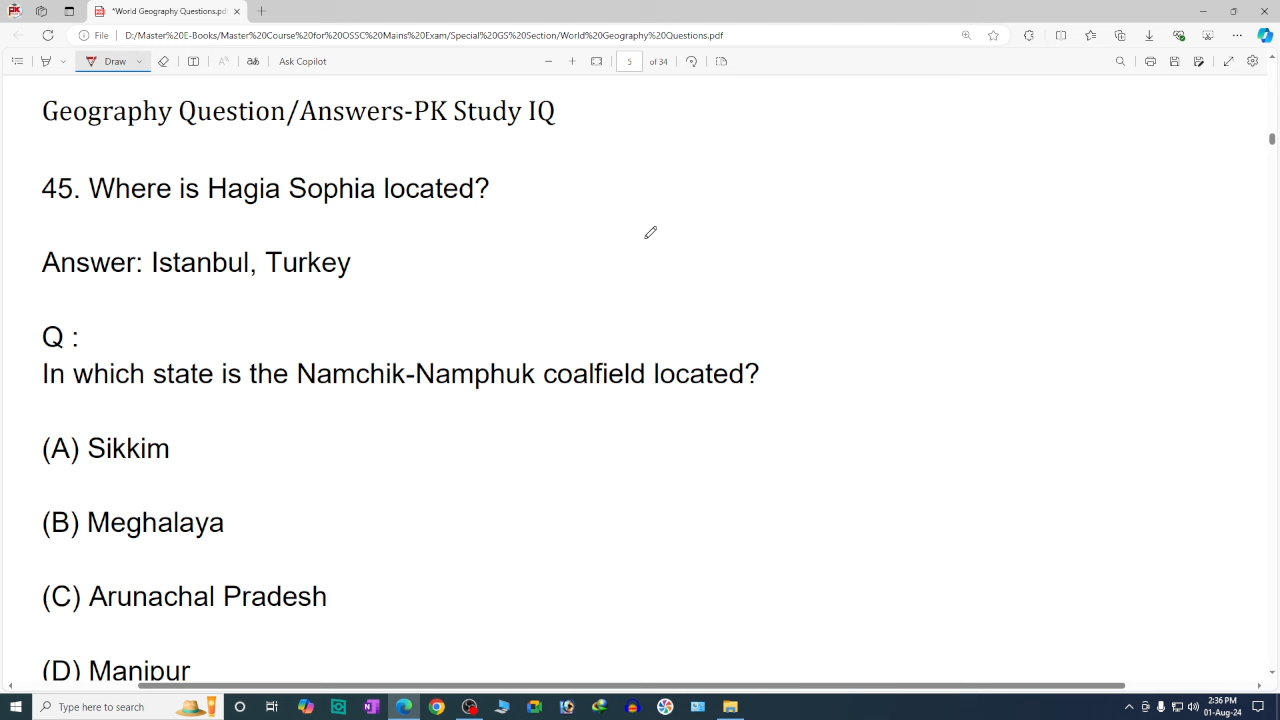 *World Geography Questions.pd
File
D:/Master%20E-Books/Master%20Course%20for%20OSSC%20Mains%20Exam/Special%20GS%20Section/World%20Geography%20Questions.pdf
Draw
Ask Copilot
5 of 34
Geography Question/Answers-PK Study IQ
45. Where is Hagia Sophia located?
Answer: Istanbul, Turkey
Q :
In which state is the Namchik-Namphuk coalfield located?
(A) Sikkim
(B) Meghalaya
(C) Arunachal Pradesh
(D) Manipur
Type here to search
2:36 PM
01-Aug-24